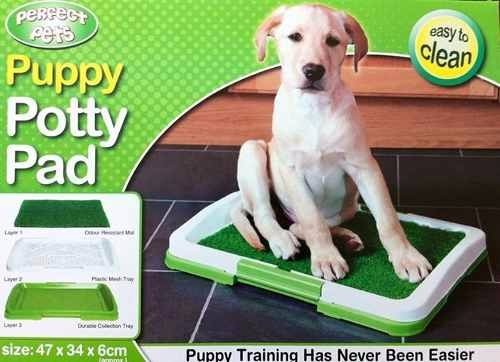 Perfect
Pets
easy to
clean
Puppy
Potty
Pad
Layer 1 Odour Resistant Mat
Layer 2 Plastic Mesh Tray
Layer 3 Durable Collection Tray
size: 47 x 34 x 6cm
(approx.)
Puppy Training Has Never Been Easier